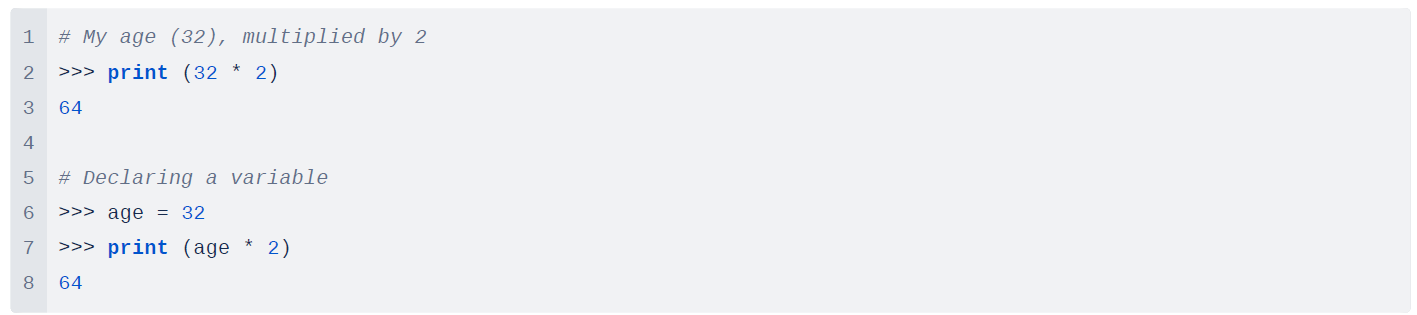 1 # My age (32), multiplied by 2
2 >>> print (32 * 2)
3 64
4
5 # Declaring a variable
6 >>> age = 32
7 >>> print (age * 2)
8 64